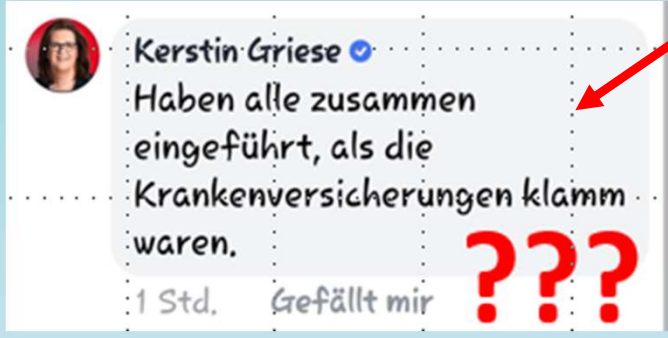 Kerstin Griese
Haben alle zusammen
eingeführt, als die
Krankenversicherungen klamm
waren.
1 Std. Gefällt mir
???